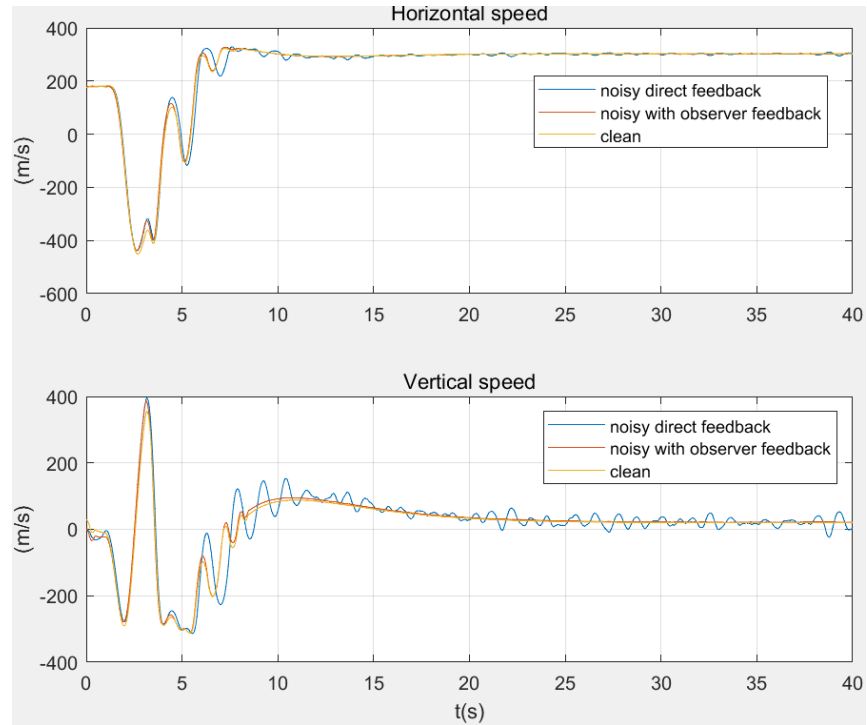 Horizontal speed
400
200
0
-200
-400
-600
(m/s)
noisy direct feedback
noisy with observer feedback
clean
0 5 10 15 20 25 30 35 40
Vertical speed
400
200
0
-200
-400
(m/s)
noisy direct feedback
noisy with observer feedback
clean
0 5 10 15 20 25 30 35 40
t(s)